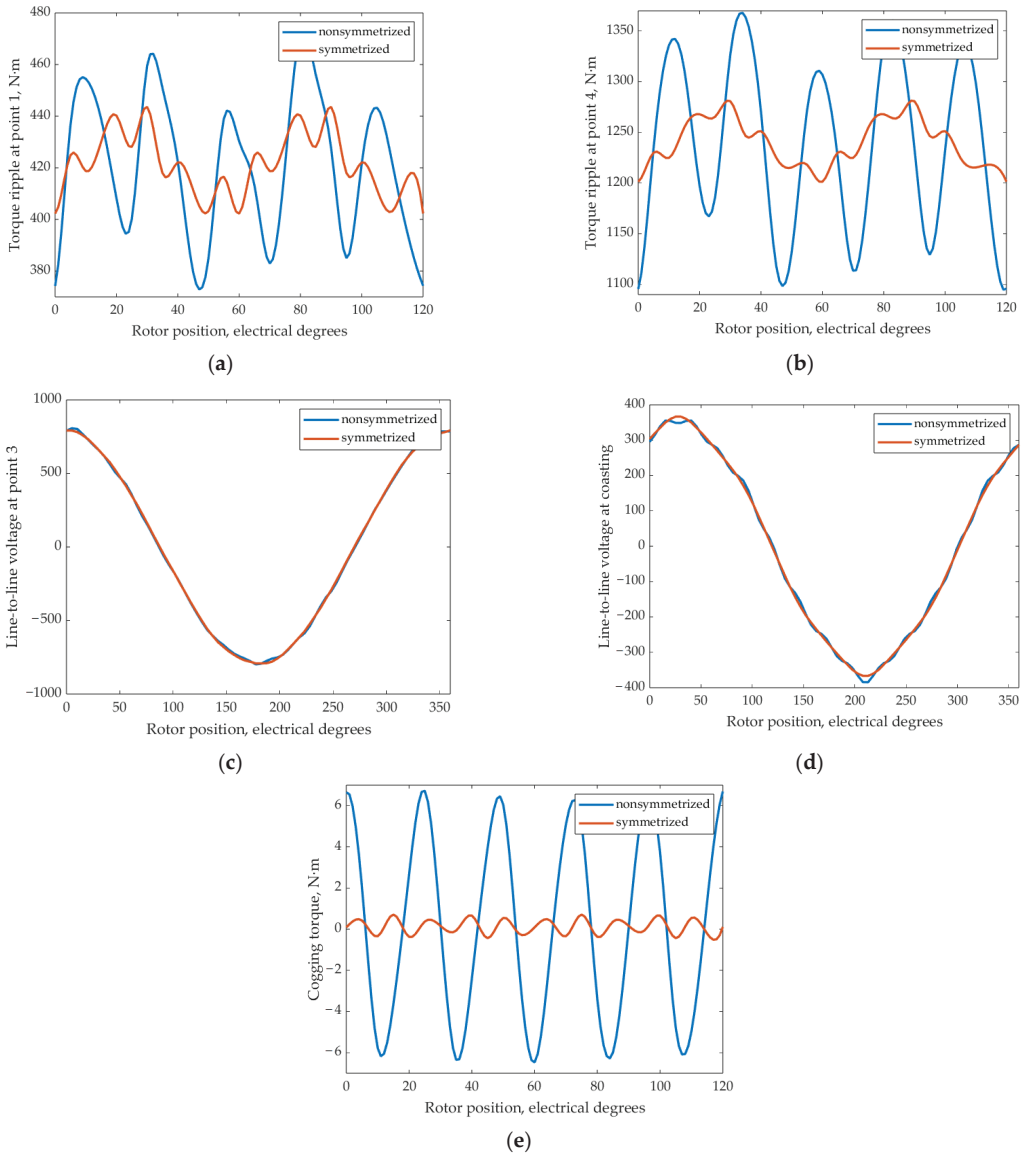 480
460
440
420
400
380
Torque ripple at point 1, N·m
nonsymmetrized
symmetrized
0 20 40 60 80 100 120
Rotor position, electrical degrees
(a)
1350
1300
1250
1200
1150
1100
Torque ripple at point 4, N·m
nonsymmetrized
symmetrized
0 20 40 60 80 100 120
Rotor position, electrical degrees
(b)
1000
500
0
−500
−1000
Line-to-line voltage at point 3
nonsymmetrized
symmetrized
0 50 100 150 200 250 300 350
Rotor position, electrical degrees
(c)
400
300
200
100
0
−100
−200
−300
−400
Line-to-line voltage at coasting
nonsymmetrized
symmetrized
0 50 100 150 200 250 300 350
Rotor position, electrical degrees
(d)
6
4
2
0
−2
−4
−6
Cogging torque, N·m
nonsymmetrized
symmetrized
0 20 40 60 80 100 120
Rotor position, electrical degrees
(e)